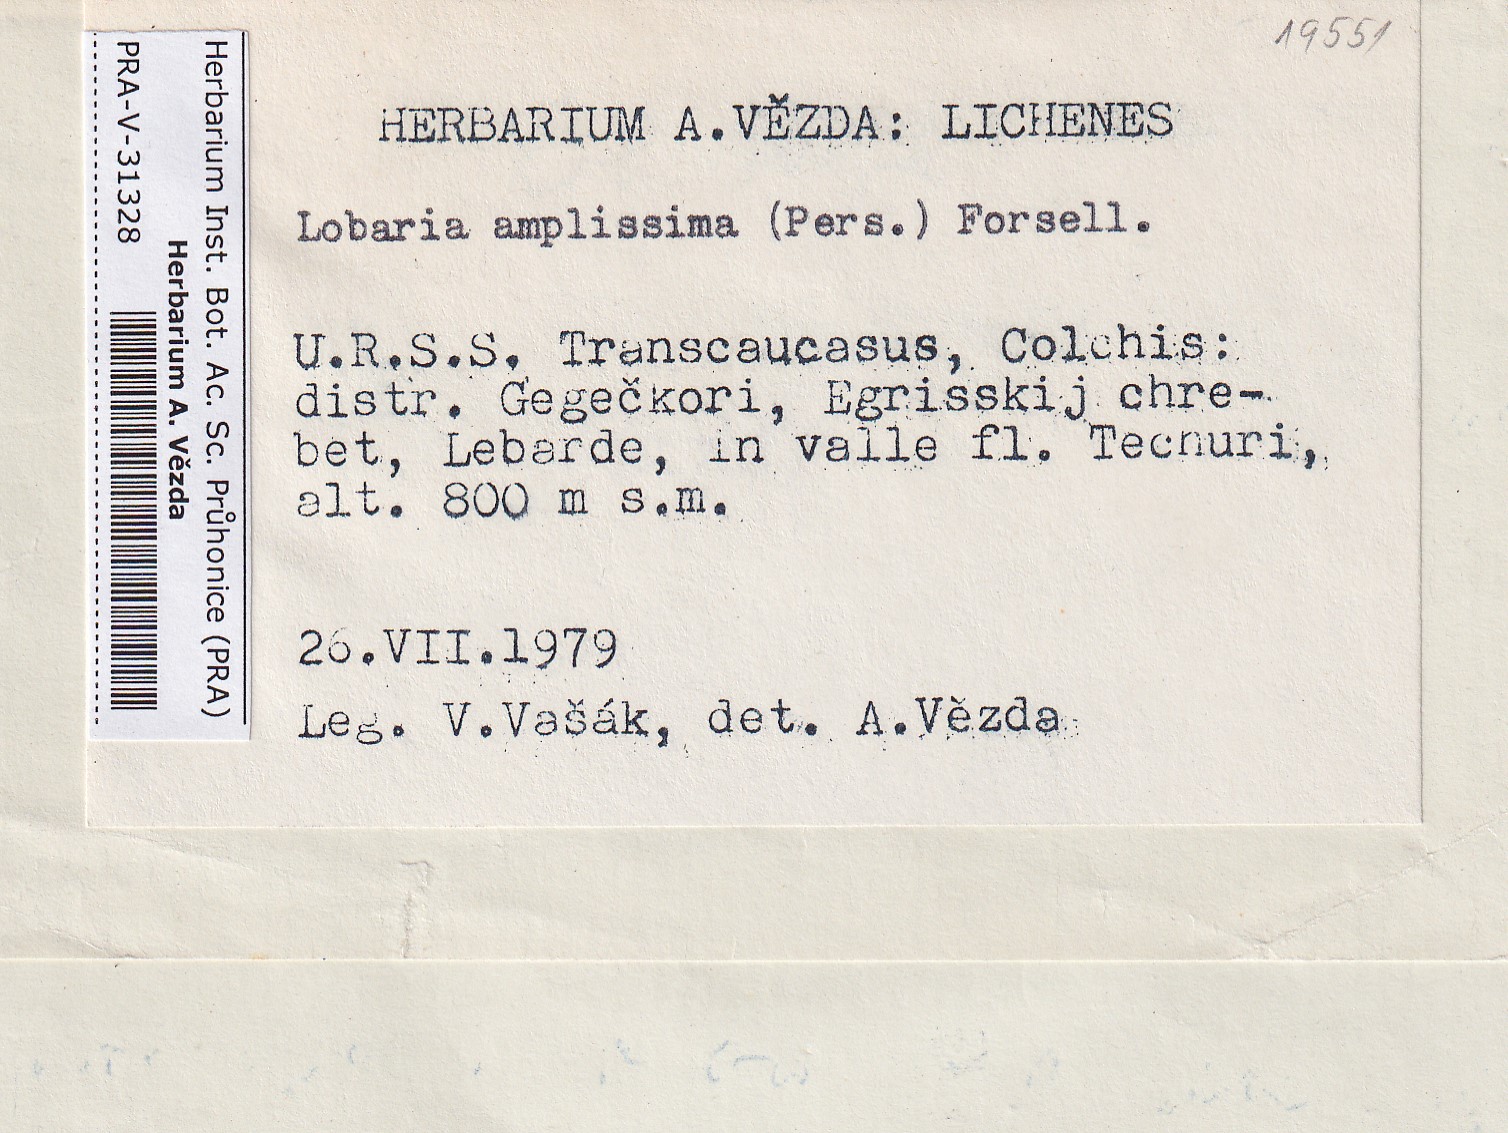 19551
HERBARIUM A.VĚZDA: LICHENES
Lobaria amplissima (Pers.) Forsell.
U.R.S.S. Transcaucasus, Colchis:
distr. Gegečkori, Egrisskij chre-
bet, Lebarde, in valle fl. Techuri,
alt. 800 m s.m.
26.VII.1979
Leg. V.Vašák, det. A.Vězda
Herbarium Inst. Bot. Ac. Sc. Průhonice (PRA)
Herbarium A. Vězda
PRA-V-31328